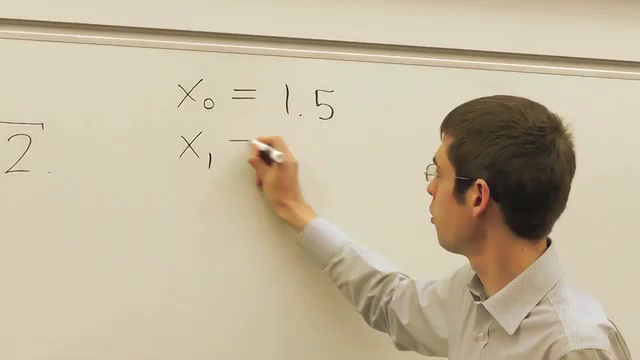 x₀ = 1.5
2.
x₁ -